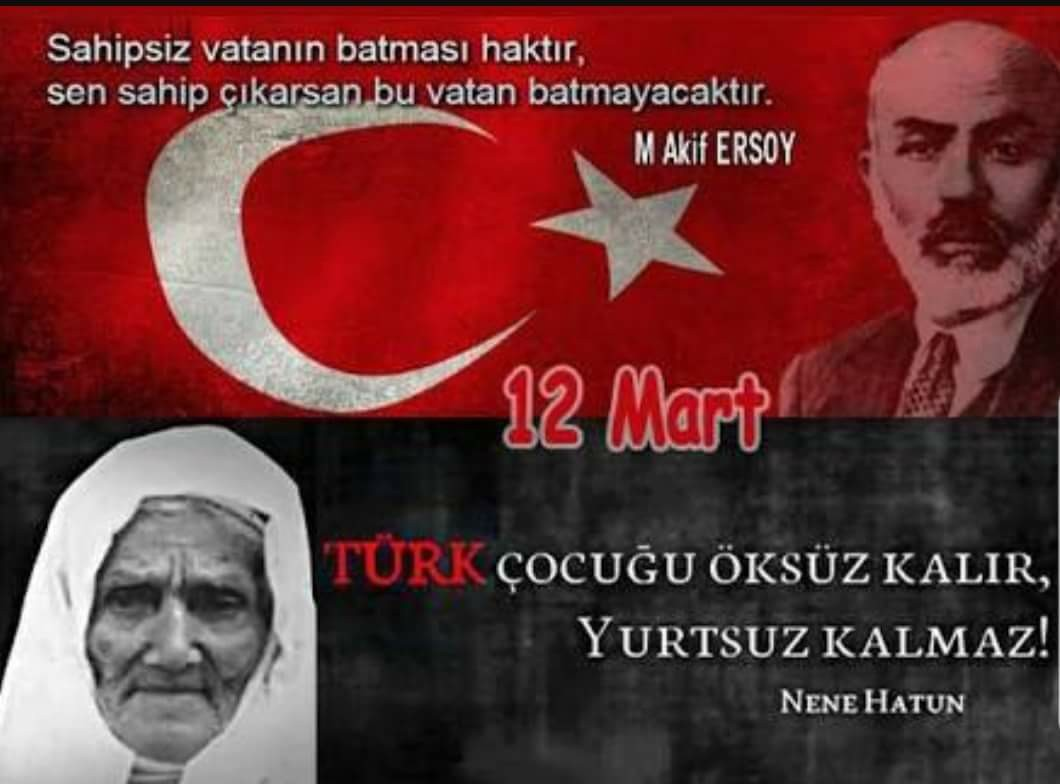 Sahipsiz vatanın batması haktır,
sen sahip çıkarsan bu vatan batmayacaktır.
M Akif ERSOY
12 Mart
TÜRK ÇOCUĞU ÖKSÜZ KALIR,
YURTSUZ KALMAZ!
NENE HATUN